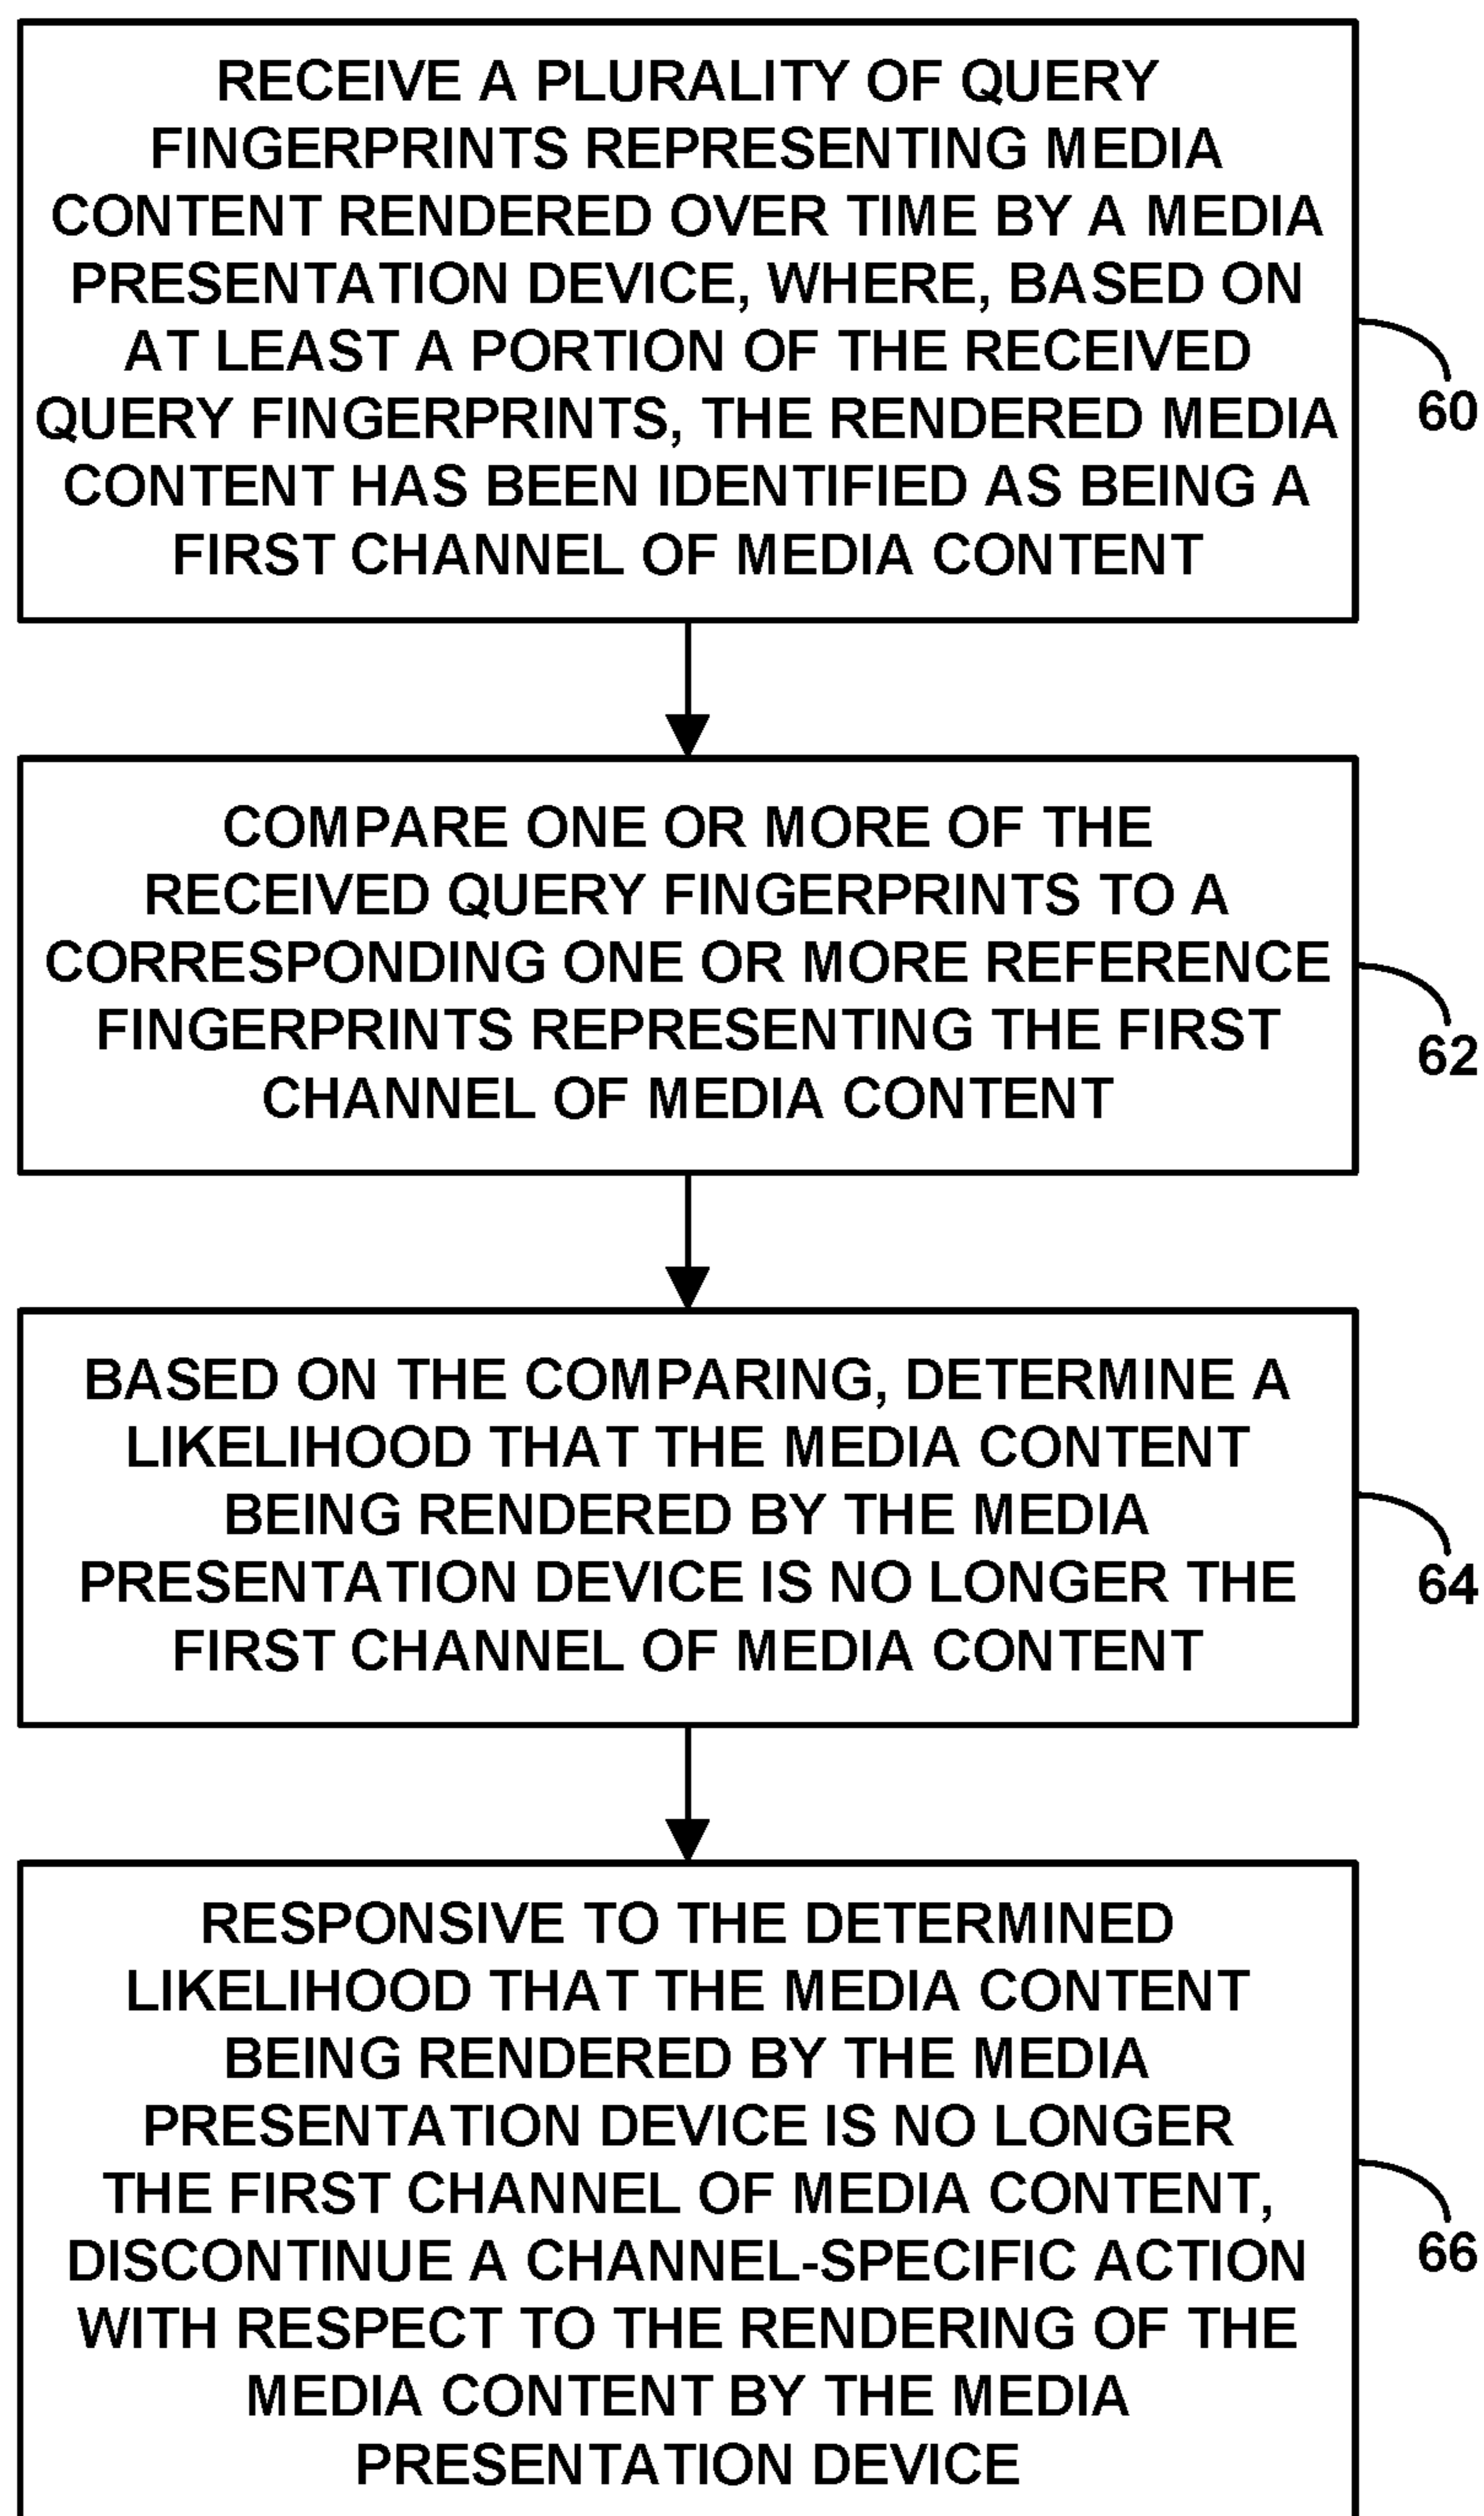 RECEIVE A PLURALITY OF QUERY
FINGERPRINTS REPRESENTING MEDIA
CONTENT RENDERED OVER TIME BY A MEDIA
PRESENTATION DEVICE, WHERE, BASED ON
AT LEAST A PORTION OF THE RECEIVED
QUERY FINGERPRINTS, THE RENDERED MEDIA
CONTENT HAS BEEN IDENTIFIED AS BEING A
FIRST CHANNEL OF MEDIA CONTENT
60
COMPARE ONE OR MORE OF THE
RECEIVED QUERY FINGERPRINTS TO A
CORRESPONDING ONE OR MORE REFERENCE
FINGERPRINTS REPRESENTING THE FIRST
CHANNEL OF MEDIA CONTENT
62
BASED ON THE COMPARING, DETERMINE A
LIKELIHOOD THAT THE MEDIA CONTENT
BEING RENDERED BY THE MEDIA
PRESENTATION DEVICE IS NO LONGER THE
FIRST CHANNEL OF MEDIA CONTENT
64
RESPONSIVE TO THE DETERMINED
LIKELIHOOD THAT THE MEDIA CONTENT
BEING RENDERED BY THE MEDIA
PRESENTATION DEVICE IS NO LONGER
THE FIRST CHANNEL OF MEDIA CONTENT,
DISCONTINUE A CHANNEL-SPECIFIC ACTION
WITH RESPECT TO THE RENDERING OF THE
MEDIA CONTENT BY THE MEDIA
PRESENTATION DEVICE
66